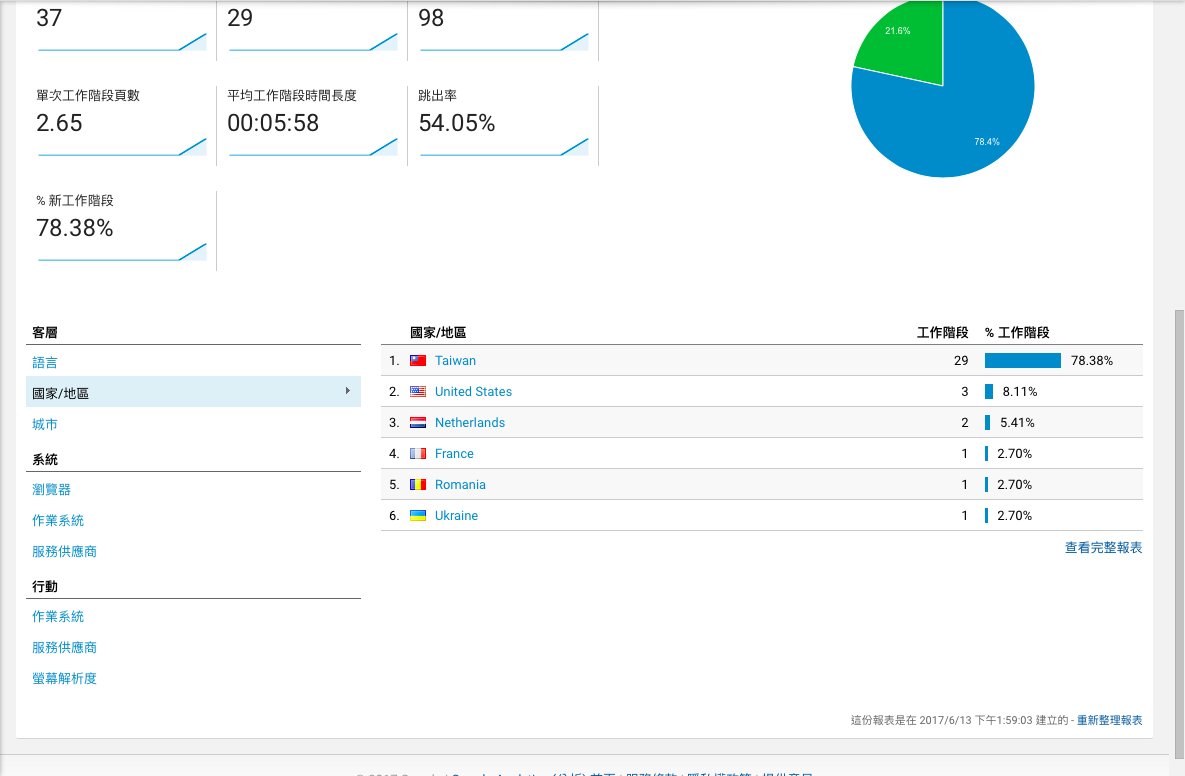 37 29 98
21.6%
單次工作階段頁數 平均工作階段時間長度 跳出率
2.65 00:05:58 54.05%
78.4%
% 新工作階段
78.38%
客層
語言
國家/地區
城市
系統
瀏覽器
作業系統
服務供應商
行動
作業系統
服務供應商
螢幕解析度
國家/地區 工作階段 % 工作階段
1. Taiwan 29 78.38%
2. United States 3 8.11%
3. Netherlands 2 5.41%
4. France 1 2.70%
5. Romania 1 2.70%
6. Ukraine 1 2.70%
查看完整報表
這份報表是在 2017/6/13 下午1:59:03 建立的 - 重新整理報表